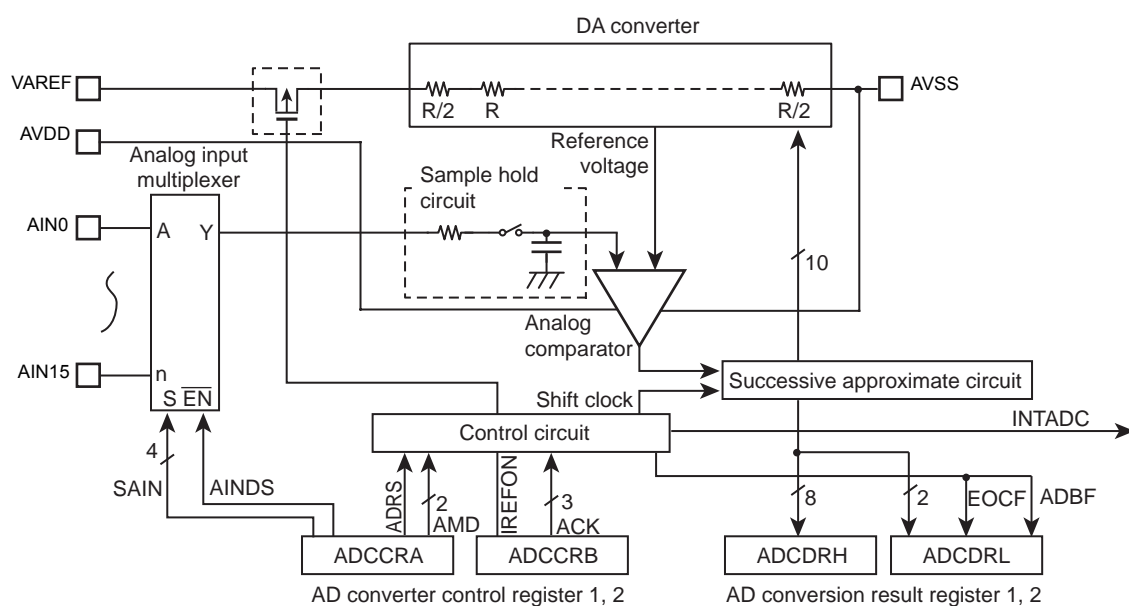 DA converter
VAREF
AVSS
R/2
R
R/2
AVDD
Analog input
multiplexer
Reference
voltage
Sample hold
circuit
AIN0
A
Y
10
Analog
comparator
AIN15
n
S EN
Successive approximate circuit
Shift clock
INTADC
Control circuit
4
SAIN
AINDS
ADRS
2
AMD
IREFON
3
ACK
8
2
EOCF
ADBF
ADCCRA
ADCCRB
ADCDRH
ADCDRL
AD converter control register 1, 2
AD conversion result register 1, 2